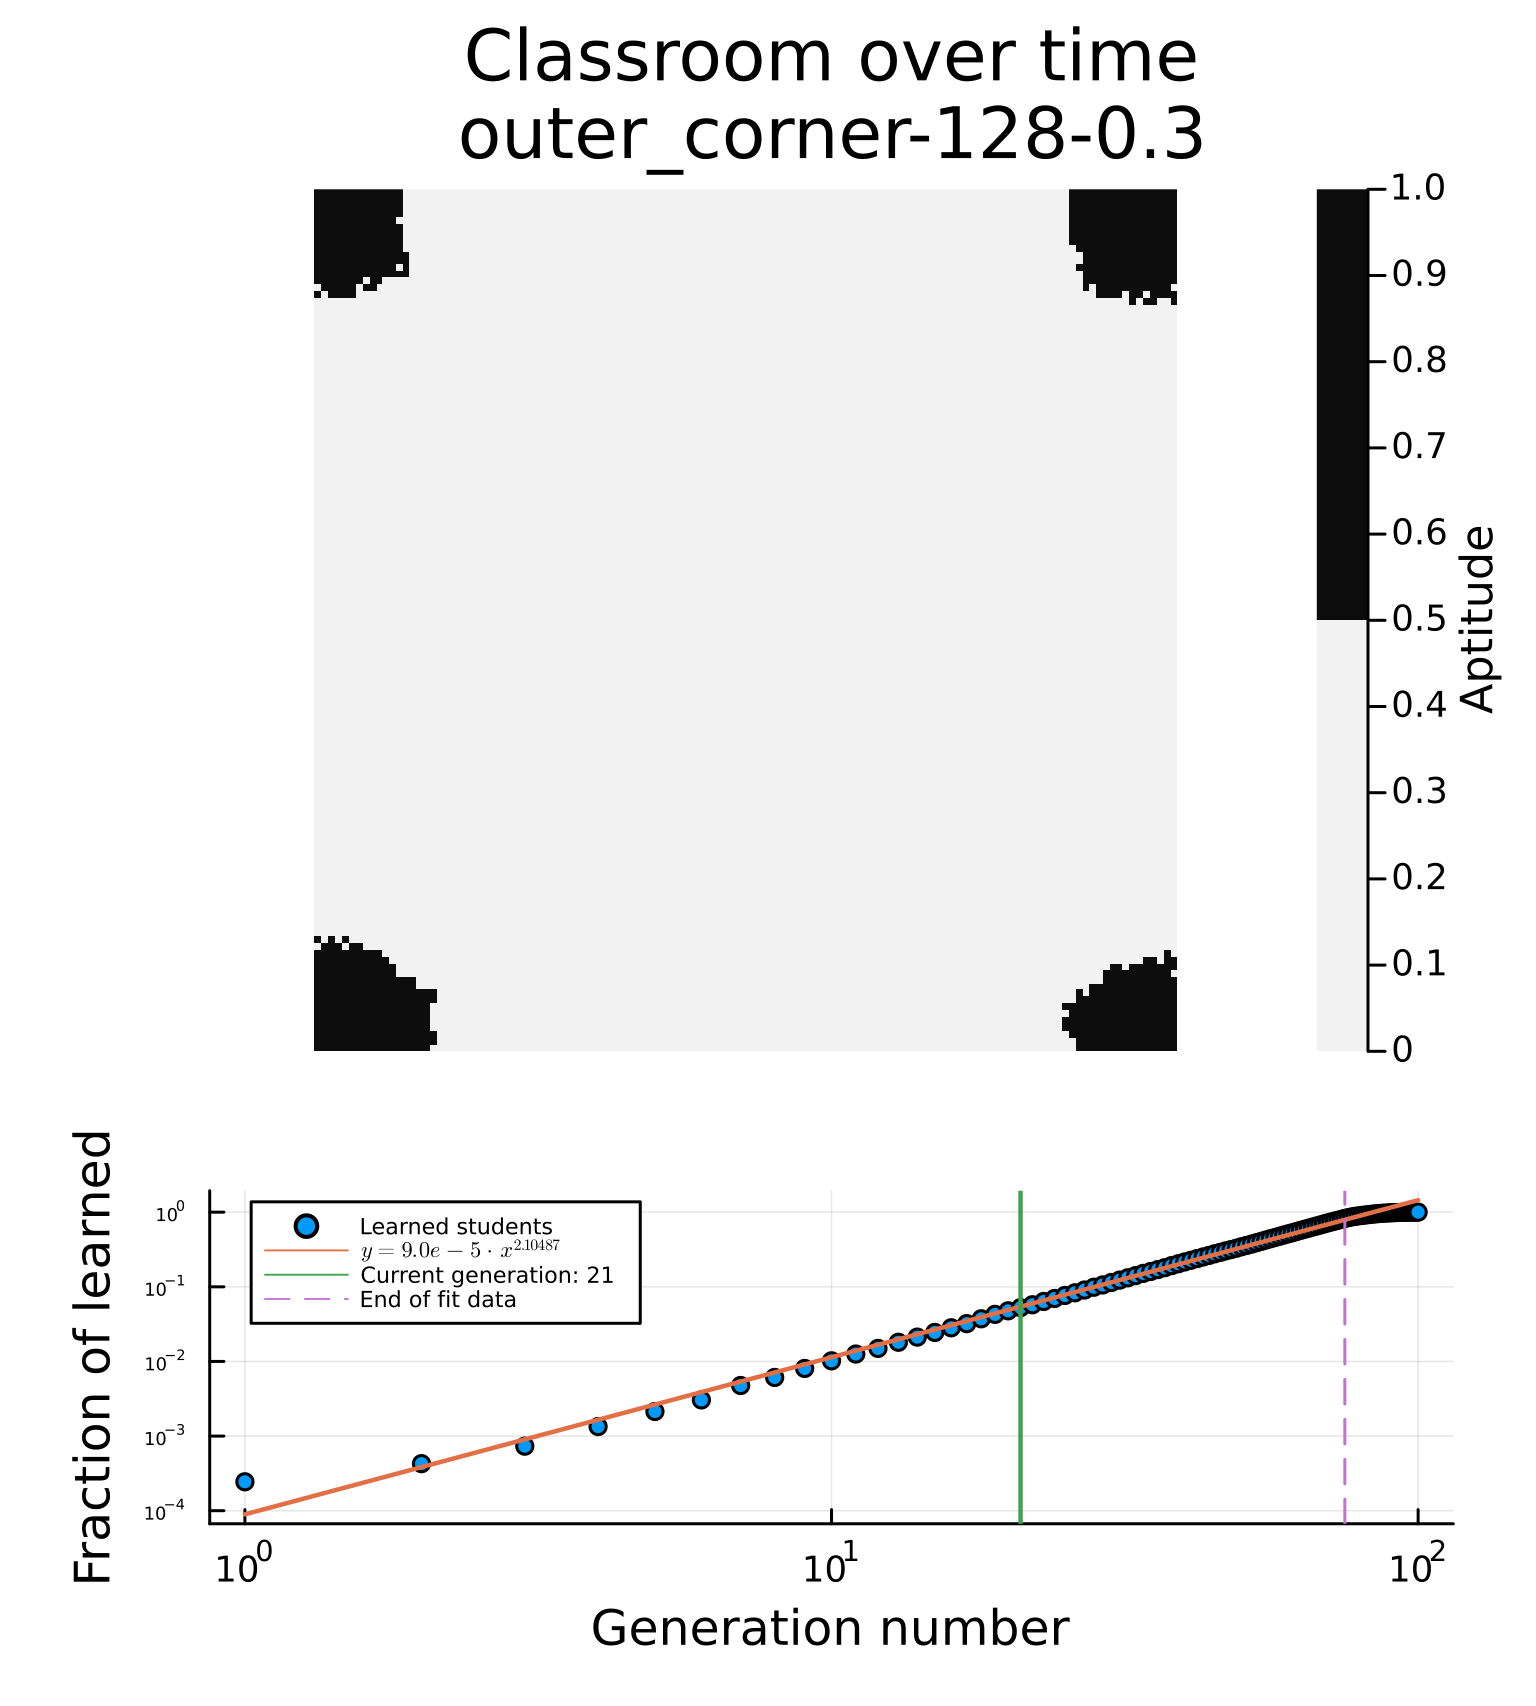 Classroom over time
outer_corner-128-0.3
1.0
0.9
0.8
0.7
0.6
0.5
0.4
0.3
0.2
0.1
0
Aptitude
Fraction of learned
10⁰
10⁻¹
10⁻²
10⁻³
10⁻⁴
Learned students
y = 9.0e − 5 · x^2.10487
Current generation: 21
End of fit data
10⁰ 10¹ 10²
Generation number